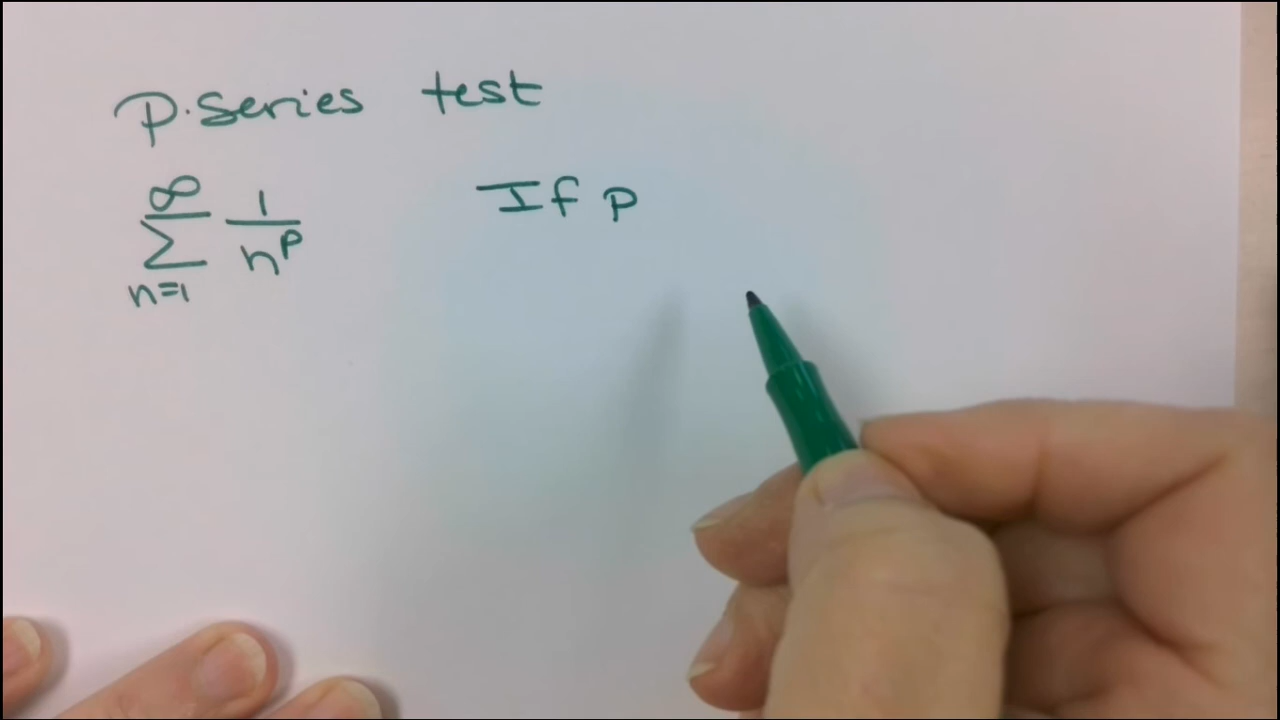 P.series test
∞
∑ 1/n^p If p
n=1